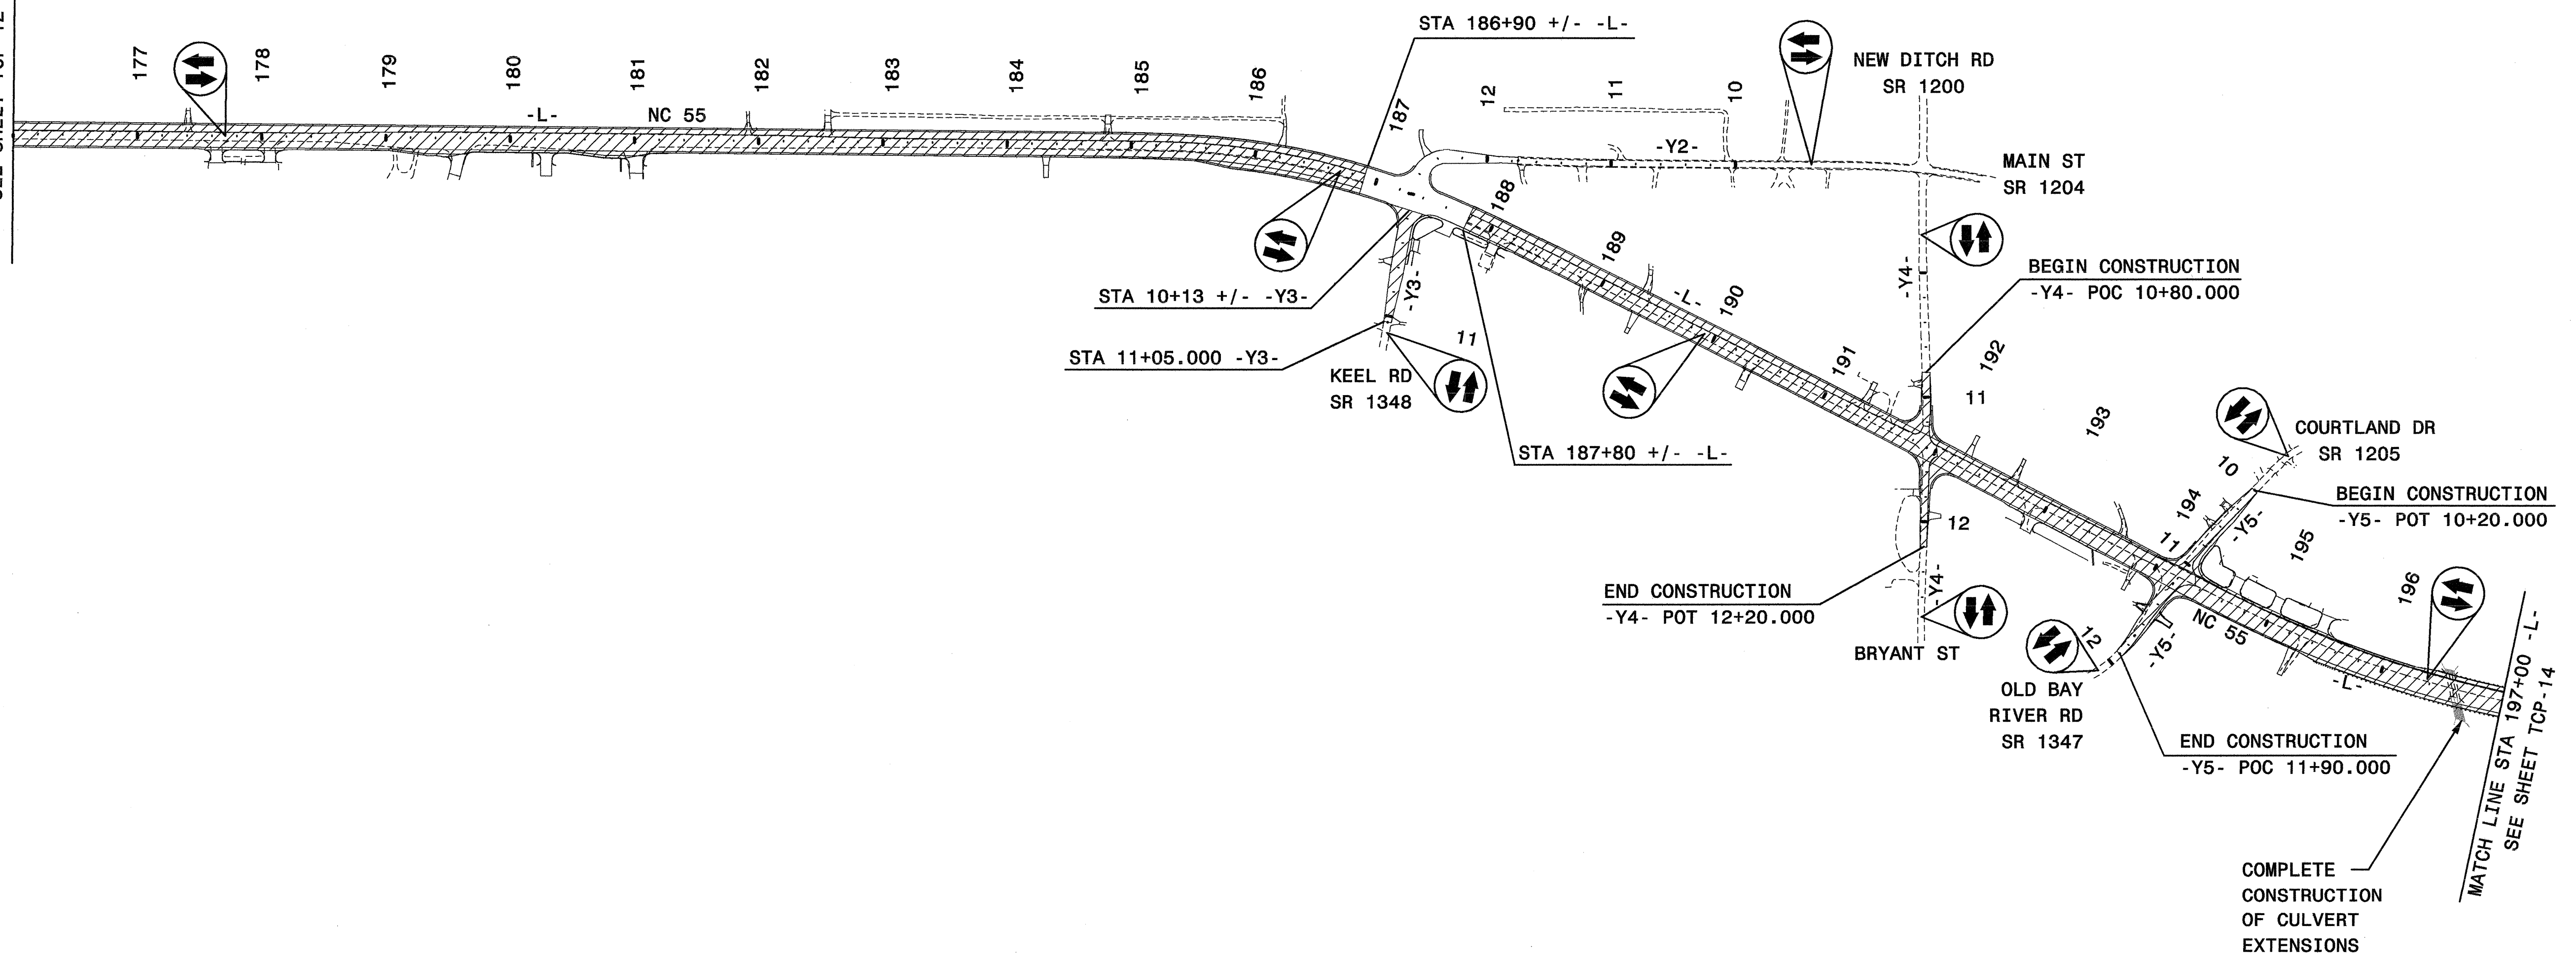 STA 186+90 +/- -L-
177
178
179
180
181
182
183
184
185
186
187
12
11
10
NEW DITCH RD
SR 1200
-L-
NC 55
-Y2-
MAIN ST
SR 1204
188
189
-L-
190
-Y4-
BEGIN CONSTRUCTION
-Y4- POC 10+80.000
STA 10+13 +/- -Y3-
-Y3-
STA 11+05.000 -Y3-
11
KEEL RD
SR 1348
191
192
11
193
COURTLAND DR
SR 1205
STA 187+80 +/- -L-
10
BEGIN CONSTRUCTION
-Y5- POT 10+20.000
194
-Y5-
11
195
12
END CONSTRUCTION
-Y4- POT 12+20.000
-Y4-
196
NC 55
BRYANT ST
12
-Y5-
-L-
OLD BAY
RIVER RD
SR 1347
END CONSTRUCTION
-Y5- POC 11+90.000
MATCH LINE STA 197+00 -L-
SEE SHEET TCP-14
COMPLETE
CONSTRUCTION
OF CULVERT
EXTENSIONS